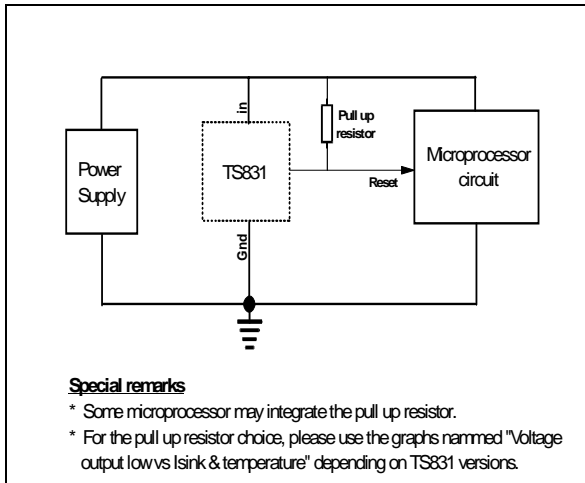 in
Pull up
resistor
Power
Supply
TS831
Microprocessor
circuit
Reset
Gnd
Special remarks
* Some microprocessor may integrate the pull up resistor.
* For the pull up resistor choice, please use the graphs nammed "Voltage
output low vs Isink & temperature" depending on TS831 versions.